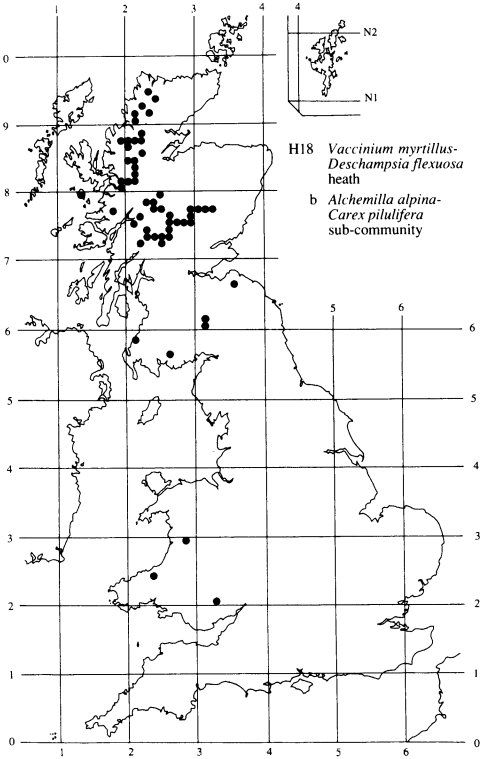 1 2 3 4 4
N2
0
N1
9
H18 Vaccinium myrtillus-
Deschampsia flexuosa
heath
b Alchemilla alpina-
Carex pilulifera
sub-community
8
7
5 6
6 6
5 5
4 4
3 3
2 2
1 1
0 0
1 2 3 5 6